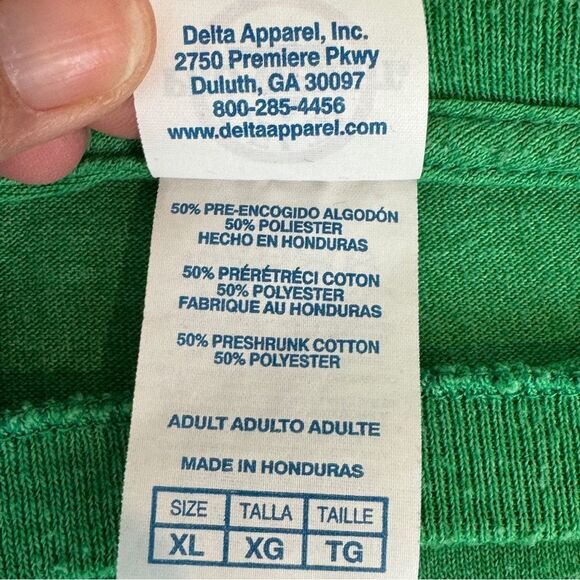 Delta Apparel, Inc.
2750 Premiere Pkwy
Duluth, GA 30097
800-285-4456
www.deltaapparel.com
50% PRE-ENCOGIDO ALGODÓN
50% POLIESTER
HECHO EN HONDURAS
50% PRÉRÉTRÉCI COTON
50% POLYESTER
FABRIQUE AU HONDURAS
50% PRESHRUNK COTTON
50% POLYESTER
ADULT ADULTO ADULTE
MADE IN HONDURAS
SIZE TALLA TAILLE
XL XG TG